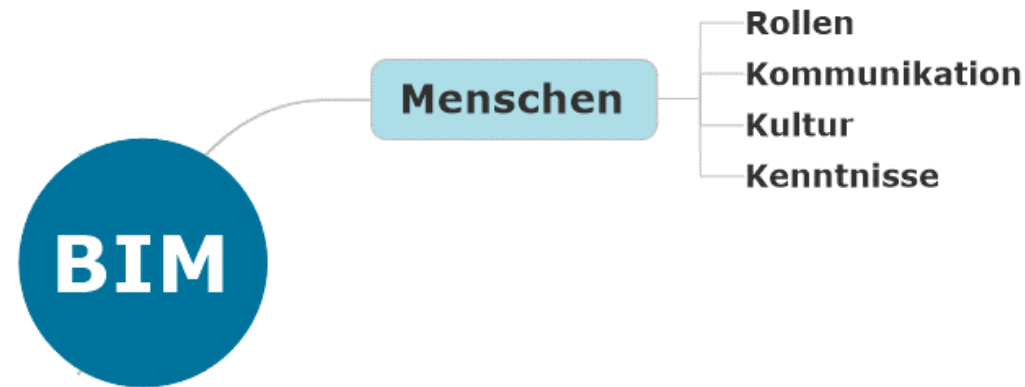 BIM
Menschen
Rollen
Kommunikation
Kultur
Kenntnisse